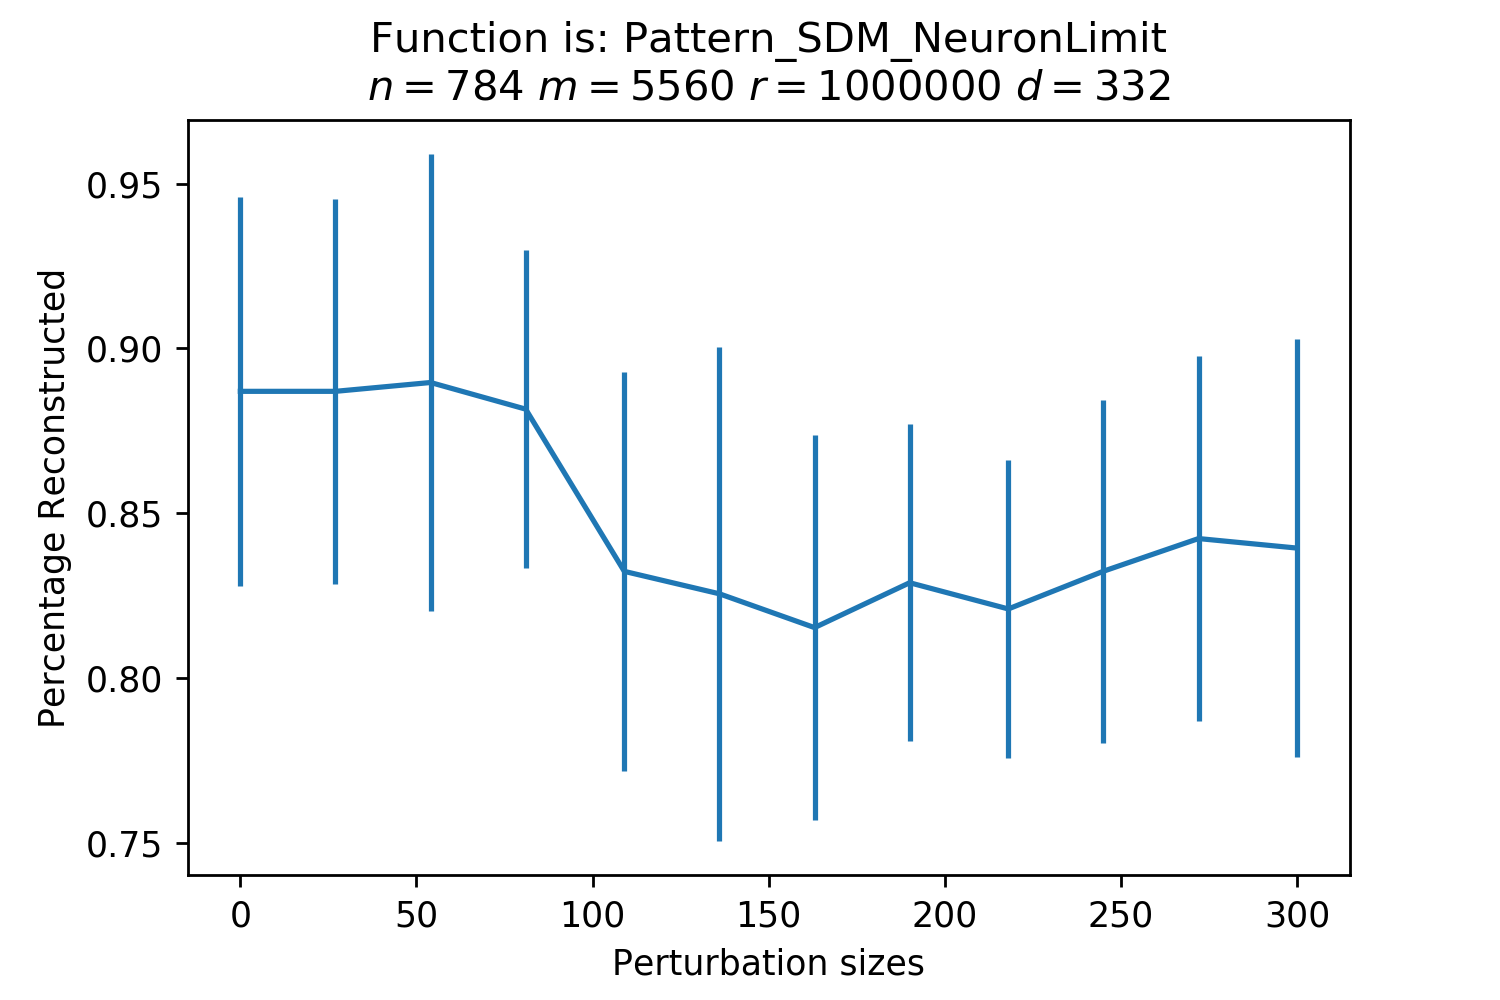 Function is: Pattern_SDM_NeuronLimit
n = 784 m = 5560 r = 1000000 d = 332
Percentage Reconstructed
0.95
0.90
0.85
0.80
0.75
0 50 100 150 200 250 300
Perturbation sizes